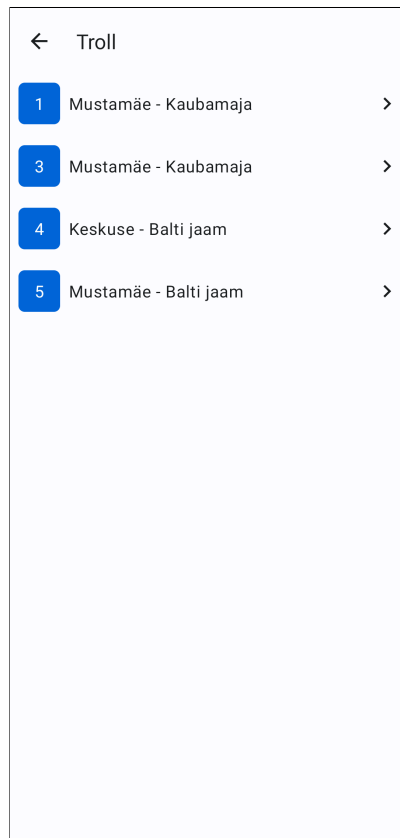 Troll
1 Mustamäe - Kaubamaja
3 Mustamäe - Kaubamaja
4 Keskuse - Balti jaam
5 Mustamäe - Balti jaam